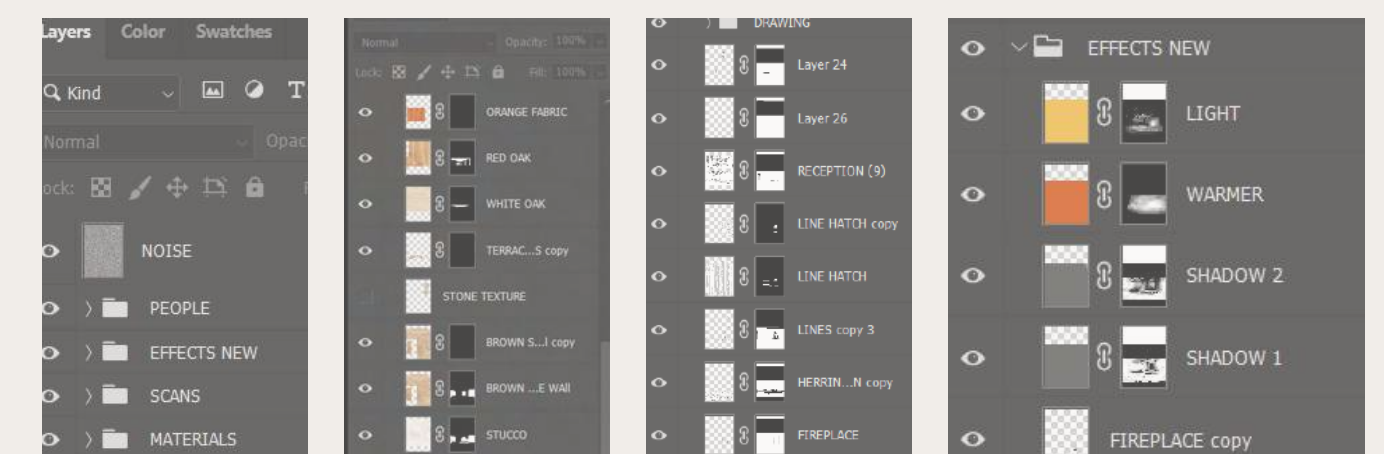 Layers Color Swatches
Kind
Normal Opac
ock:
NOISE
PEOPLE
EFFECTS NEW
SCANS
MATERIALS
Normal Opacity: 100%
Lock: Fill: 100%
ORANGE FABRIC
RED OAK
WHITE OAK
TERRAC...S copy
STONE TEXTURE
BROWN S...l copy
BROWN ...E WAll
STUCCO
DRAWING
Layer 24
Layer 26
RECEPTION (9)
LINE HATCH copy
LINE HATCH
LINES copy 3
HERRIN...N copy
FIREPLACE
EFFECTS NEW
LIGHT
WARMER
SHADOW 2
SHADOW 1
FIREPLACE copy